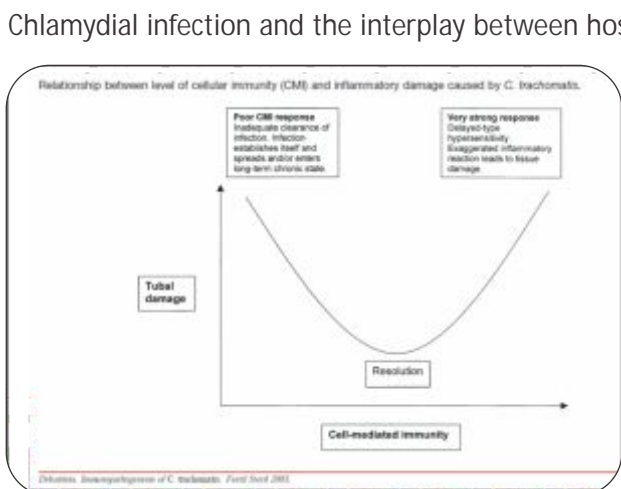 Chlamydial infection and the interplay between hos
Relationship between level of cellular immunity (CMI) and inflammatory damage caused by C. trachomatis.
Poor CMI response
Inadequate clearance of
infection. Infection
establishes itself and
spreads and/or enters
long-term chronic state.
Very strong response
Delayed-type
hypersensitivity
Exaggerated inflammatory
reaction leads to tissue
damage.
Tubal
damage
Resolution
Cell-mediated immunity
Immunopathogenesis of C. trachomatis. Fertil Steril 2003.